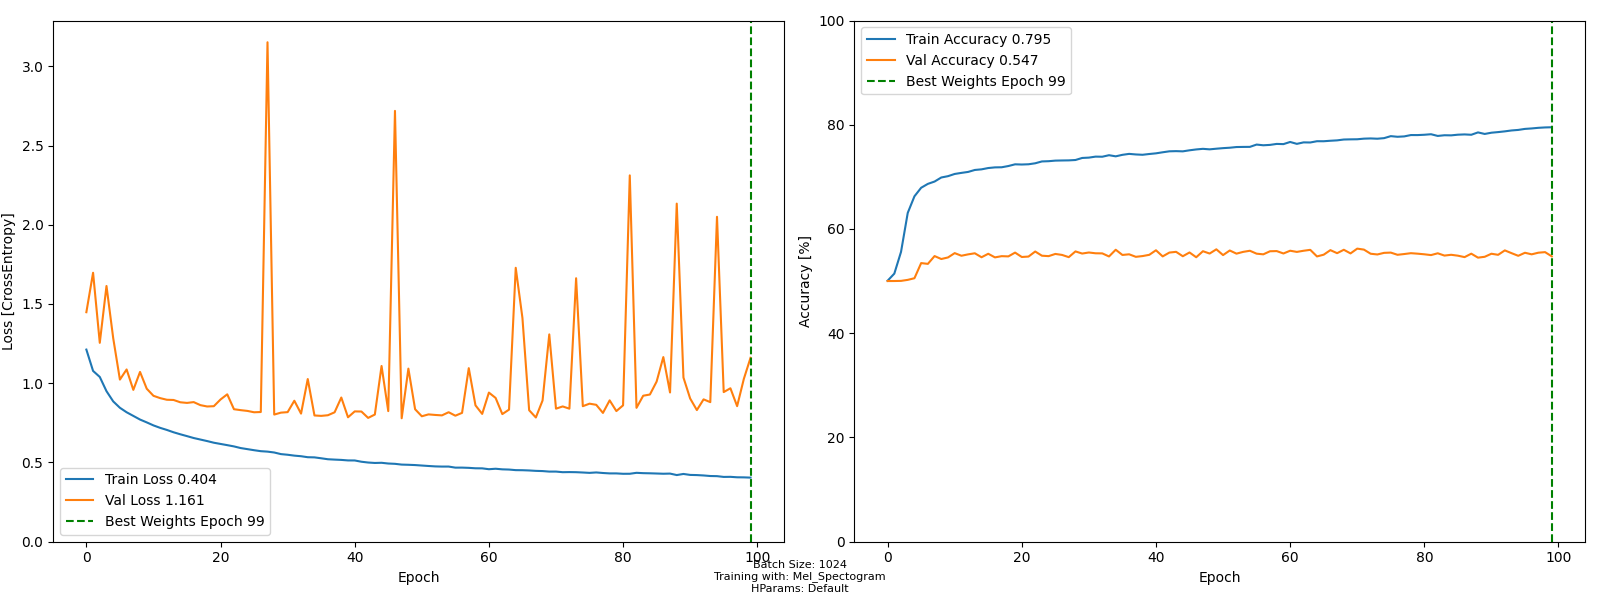 3.0
2.5
2.0
1.5
1.0
0.5
0.0
Loss [CrossEntropy]
Train Loss 0.404
Val Loss 1.161
Best Weights Epoch 99
0 20 40 60 80 100
Epoch
100
80
60
40
20
0
Accuracy [%]
Train Accuracy 0.795
Val Accuracy 0.547
Best Weights Epoch 99
0 20 40 60 80 100
Epoch
Batch Size: 1024
Training with: Mel_Spectogram
HParams: Default